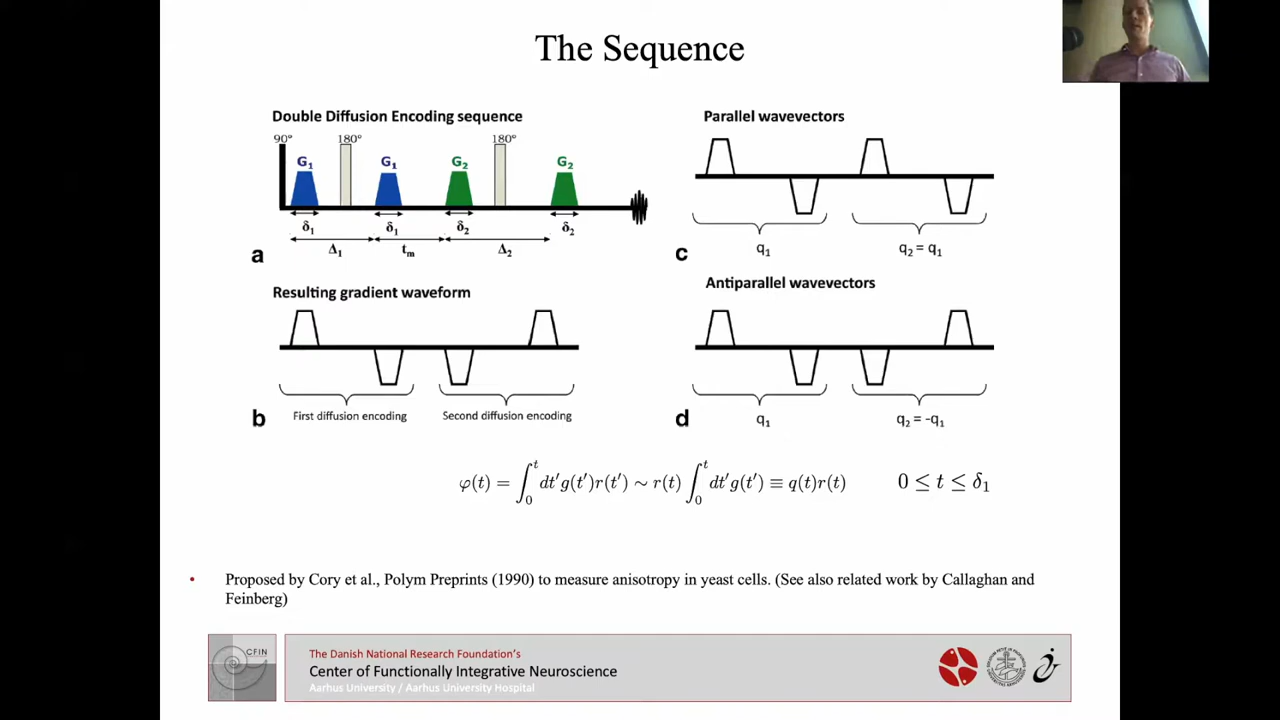 The Sequence
Double Diffusion Encoding sequence
90° 180° 180°
G₁ G₁ G₂ G₂
δ₁ δ₁ δ₂ δ₂
Δ₁ tₘ Δ₂
a
Resulting gradient waveform
First diffusion encoding Second diffusion encoding
b
Parallel wavevectors
q₁ q₂ = q₁
c
Antiparallel wavevectors
q₁ q₂ = -q₁
d
φ(t) = ∫₀ᵗ dt′g(t′)r(t′) ∼ r(t) ∫₀ᵗ dt′g(t′) ≡ q(t)r(t) 0 ≤ t ≤ δ₁
• Proposed by Cory et al., Polym Preprints (1990) to measure anisotropy in yeast cells. (See also related work by Callaghan and
Feinberg)
CFIN
The Danish National Research Foundation's
Center of Functionally Integrative Neuroscience
Aarhus University / Aarhus University Hospital